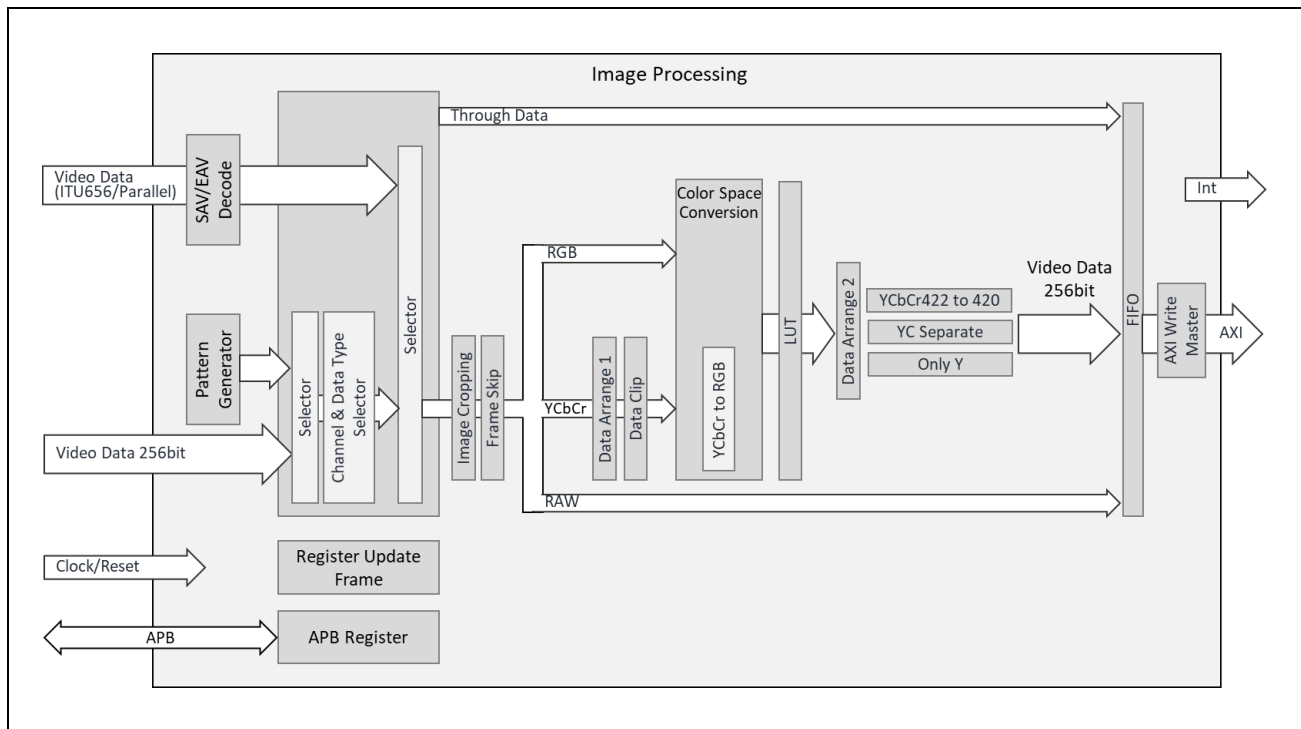 Image Processing
Through Data
Video Data
(ITU656/Parallel)
SAV/EAV
Decode
Int
Color Space
Conversion
RGB
Selector
Video Data
256bit
Data Arrange 2
YCbCr422 to 420
YC Separate
Only Y
LUT
FIFO
AXI Write
Master
AXI
Pattern
Generator
Selector
Channel & Data Type
Selector
Image Cropping
Frame Skip
YCbCr
Data Arrange 1
Data Clip
YCbCr to RGB
Video Data 256bit
RAW
Clock/Reset
Register Update
Frame
APB
APB Register